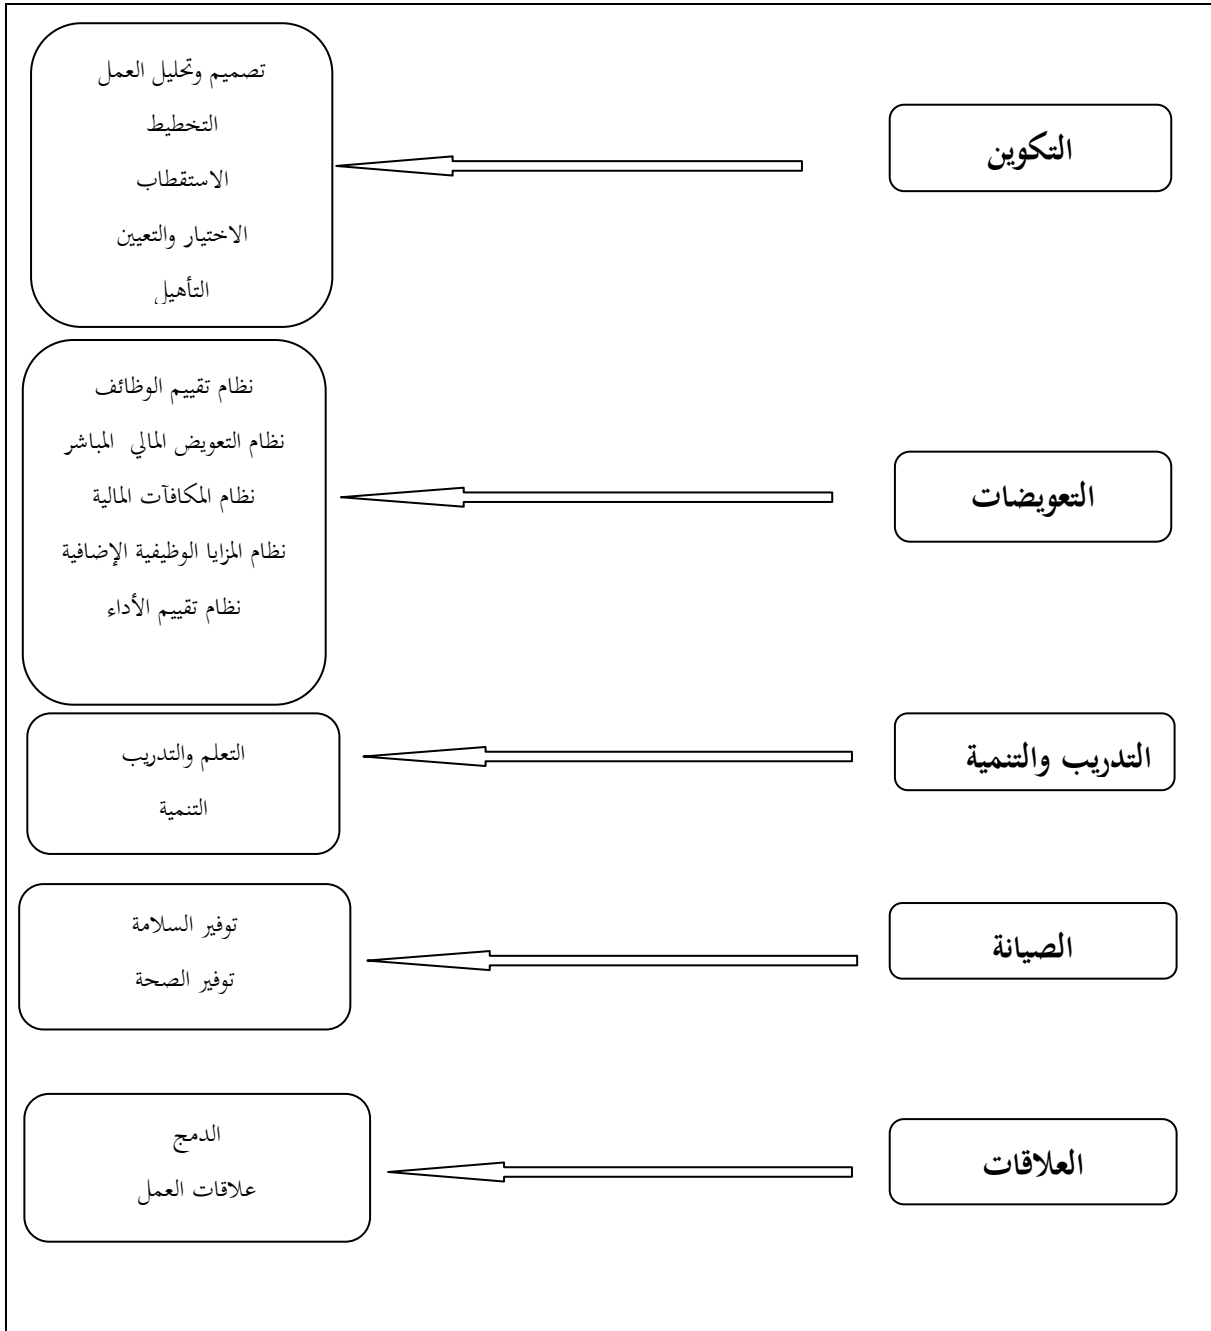 التكوين
تصميم وتحليل العمل
التخطيط
الاستقطاب
الاختيار والتعيين
التأهيل
التعويضات
نظام تقييم الوظائف
نظام التعويض المالي المباشر
نظام المكافآت المالية
نظام المزايا الوظيفية الإضافية
نظام تقييم الأداء
التدريب والتنمية
التعلم والتدريب
التنمية
الصيانة
توفير السلامة
توفير الصحة
العلاقات
الدمج
علاقات العمل